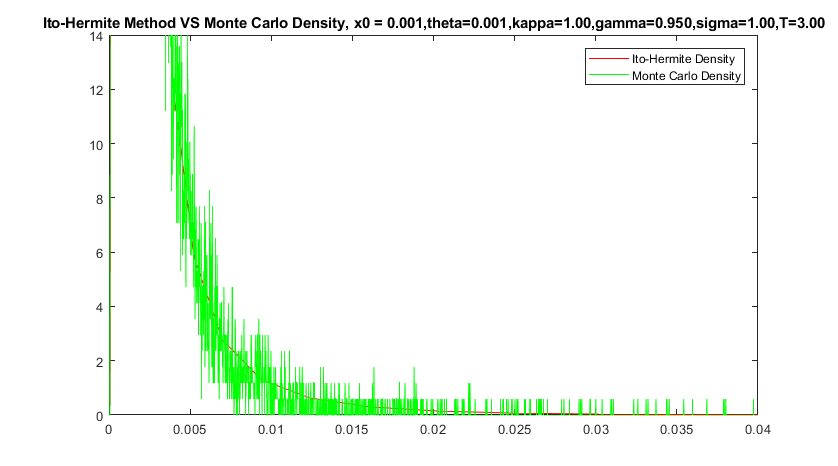 Ito-Hermite Method VS Monte Carlo Density, x0 = 0.001,theta=0.001,kappa=1.00,gamma=0.950,sigma=1.00,T=3.00
Ito-Hermite Density
Monte Carlo Density
14
12
10
8
6
4
2
0
0 0.005 0.01 0.015 0.02 0.025 0.03 0.035 0.04